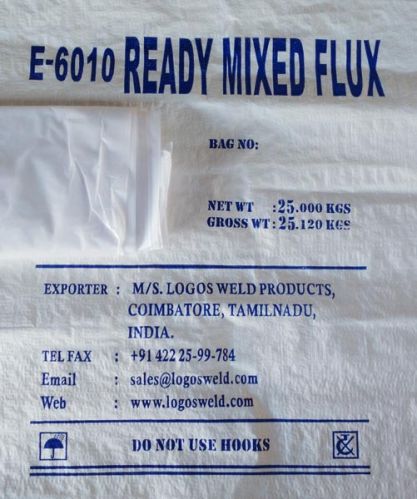 E-6010 READY MIXED FLUX
BAG NO:
NET WT : 25.000 KGS
GROSS WT : 25.120 KGS
EXPORTER : M/S. LOGOS WELD PRODUCTS,
COIMBATORE, TAMILNADU,
INDIA.
TEL FAX : +91 422 25-99-784
Email : sales@logosweld.com
Web : www.logosweld.com
DO NOT USE HOOKS